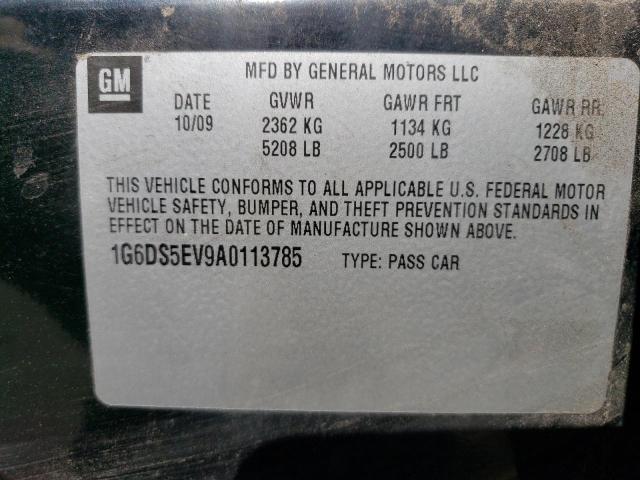 GM
MFD BY GENERAL MOTORS LLC
DATE GVWR GAWR FRT GAWR RR.
10/09 2362 KG 1134 KG 1228 KG
5208 LB 2500 LB 2708 LB
THIS VEHICLE CONFORMS TO ALL APPLICABLE U.S. FEDERAL MOTOR
VEHICLE SAFETY, BUMPER, AND THEFT PREVENTION STANDARDS IN
EFFECT ON THE DATE OF MANUFACTURE SHOWN ABOVE.
1G6DS5EV9A0113785 TYPE: PASS CAR